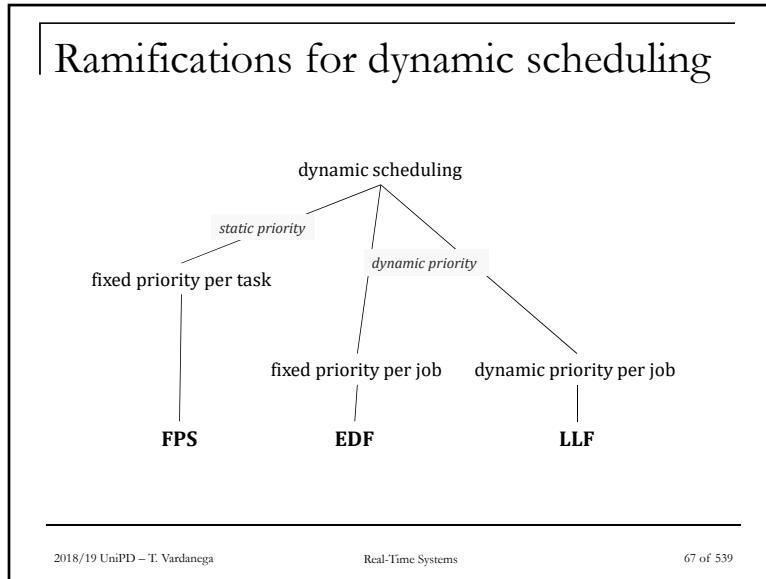 Ramifications for dynamic scheduling
dynamic scheduling
static priority
dynamic priority
fixed priority per task
fixed priority per job
dynamic priority per job
FPS
EDF
LLF
2018/19 UniPD – T. Vardanega
Real-Time Systems
67 of 539